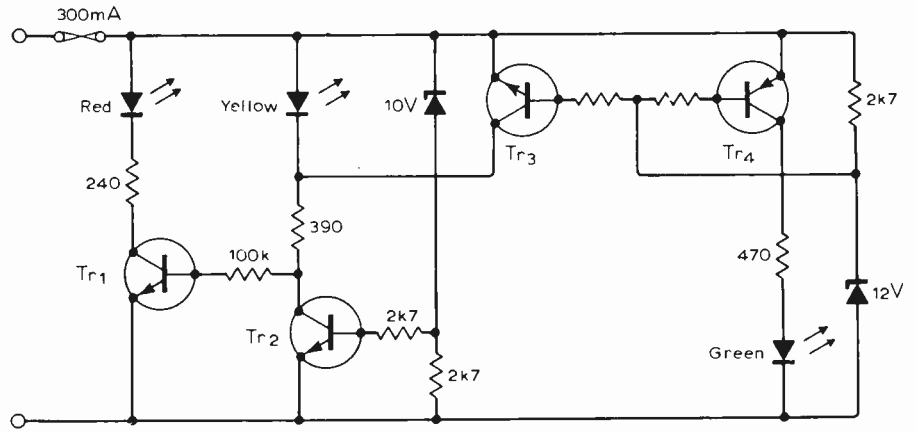 300mA
Red
Yellow
10V
Tr3
Tr4
2k7
240
390
Tr1
100k
470
12V
Tr2
2k7
2k7
Green